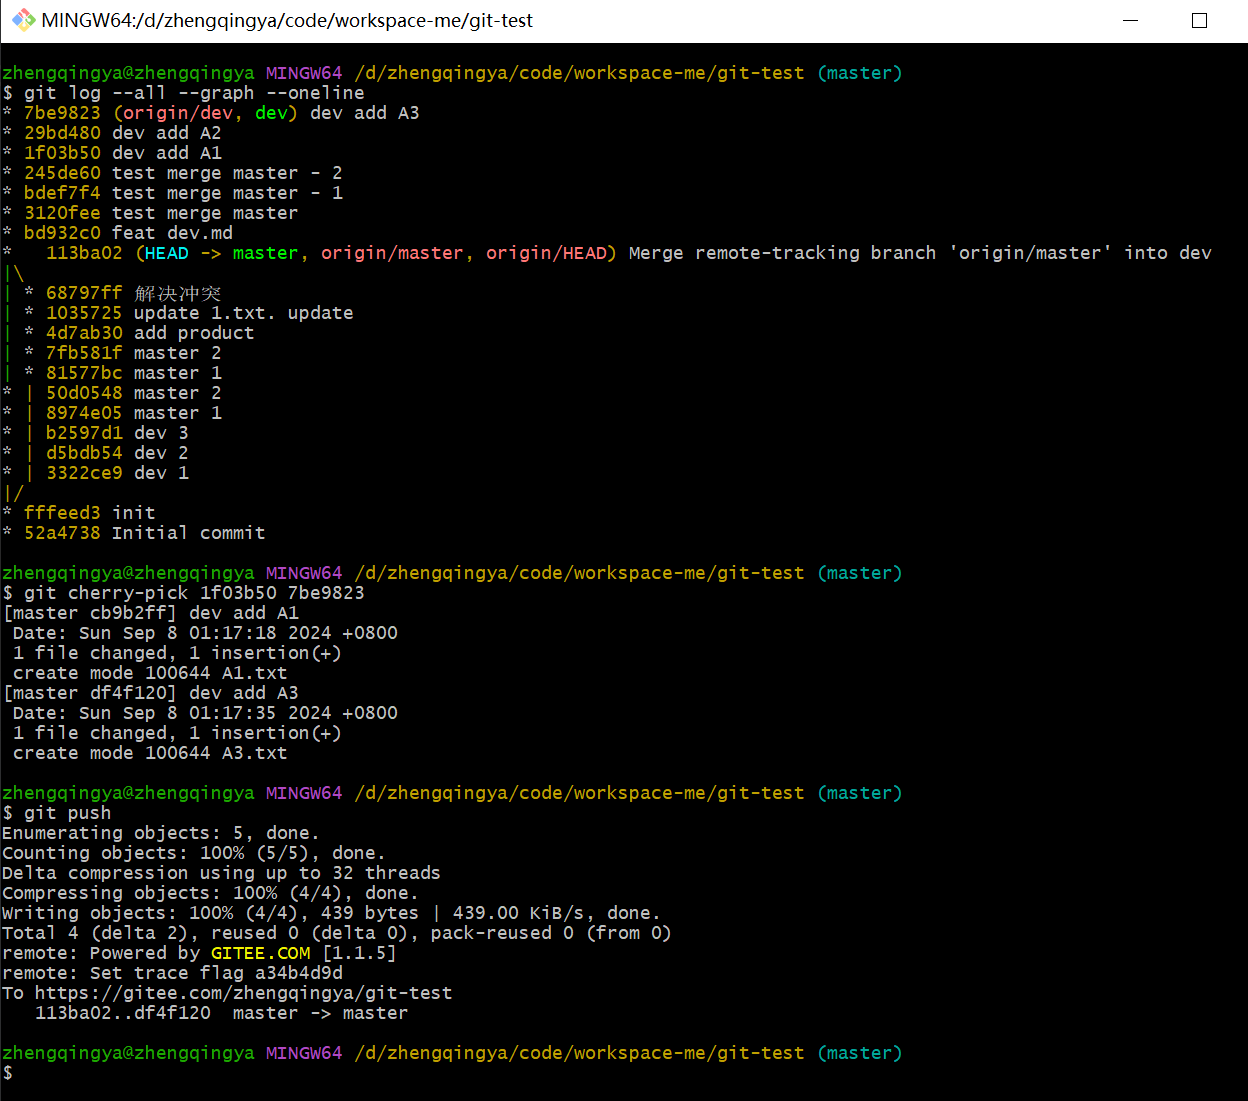 MINGW64:/d/zhengqingya/code/workspace-me/git-test
zhengqingya@zhengqingya MINGW64 /d/zhengqingya/code/workspace-me/git-test (master)
$ git log --all --graph --oneline
* 7be9823 (origin/dev, dev) dev add A3
* 29bd480 dev add A2
* 1f03b50 dev add A1
* 245de60 test merge master - 2
* bdef7f4 test merge master - 1
* 3120fee test merge master
* bd932c0 feat dev.md
*   113ba02 (HEAD -> master, origin/master, origin/HEAD) Merge remote-tracking branch 'origin/master' into dev
|\
| * 68797ff 解决冲突
| * 1035725 update 1.txt. update
| * 4d7ab30 add product
| * 7fb581f master 2
| * 81577bc master 1
* | 50d0548 master 2
* | 8974e05 master 1
* | b2597d1 dev 3
* | d5bdb54 dev 2
* | 3322ce9 dev 1
|/
* fffeed3 init
* 52a4738 Initial commit
zhengqingya@zhengqingya MINGW64 /d/zhengqingya/code/workspace-me/git-test (master)
$ git cherry-pick 1f03b50 7be9823
[master cb9b2ff] dev add A1
 Date: Sun Sep 8 01:17:18 2024 +0800
 1 file changed, 1 insertion(+)
 create mode 100644 A1.txt
[master df4f120] dev add A3
 Date: Sun Sep 8 01:17:35 2024 +0800
 1 file changed, 1 insertion(+)
 create mode 100644 A3.txt
zhengqingya@zhengqingya MINGW64 /d/zhengqingya/code/workspace-me/git-test (master)
$ git push
Enumerating objects: 5, done.
Counting objects: 100% (5/5), done.
Delta compression using up to 32 threads
Compressing objects: 100% (4/4), done.
Writing objects: 100% (4/4), 439 bytes | 439.00 KiB/s, done.
Total 4 (delta 2), reused 0 (delta 0), pack-reused 0 (from 0)
remote: Powered by GITEE.COM [1.1.5]
remote: Set trace flag a34b4d9d
To https://gitee.com/zhengqingya/git-test
   113ba02..df4f120  master -> master
zhengqingya@zhengqingya MINGW64 /d/zhengqingya/code/workspace-me/git-test (master)
$